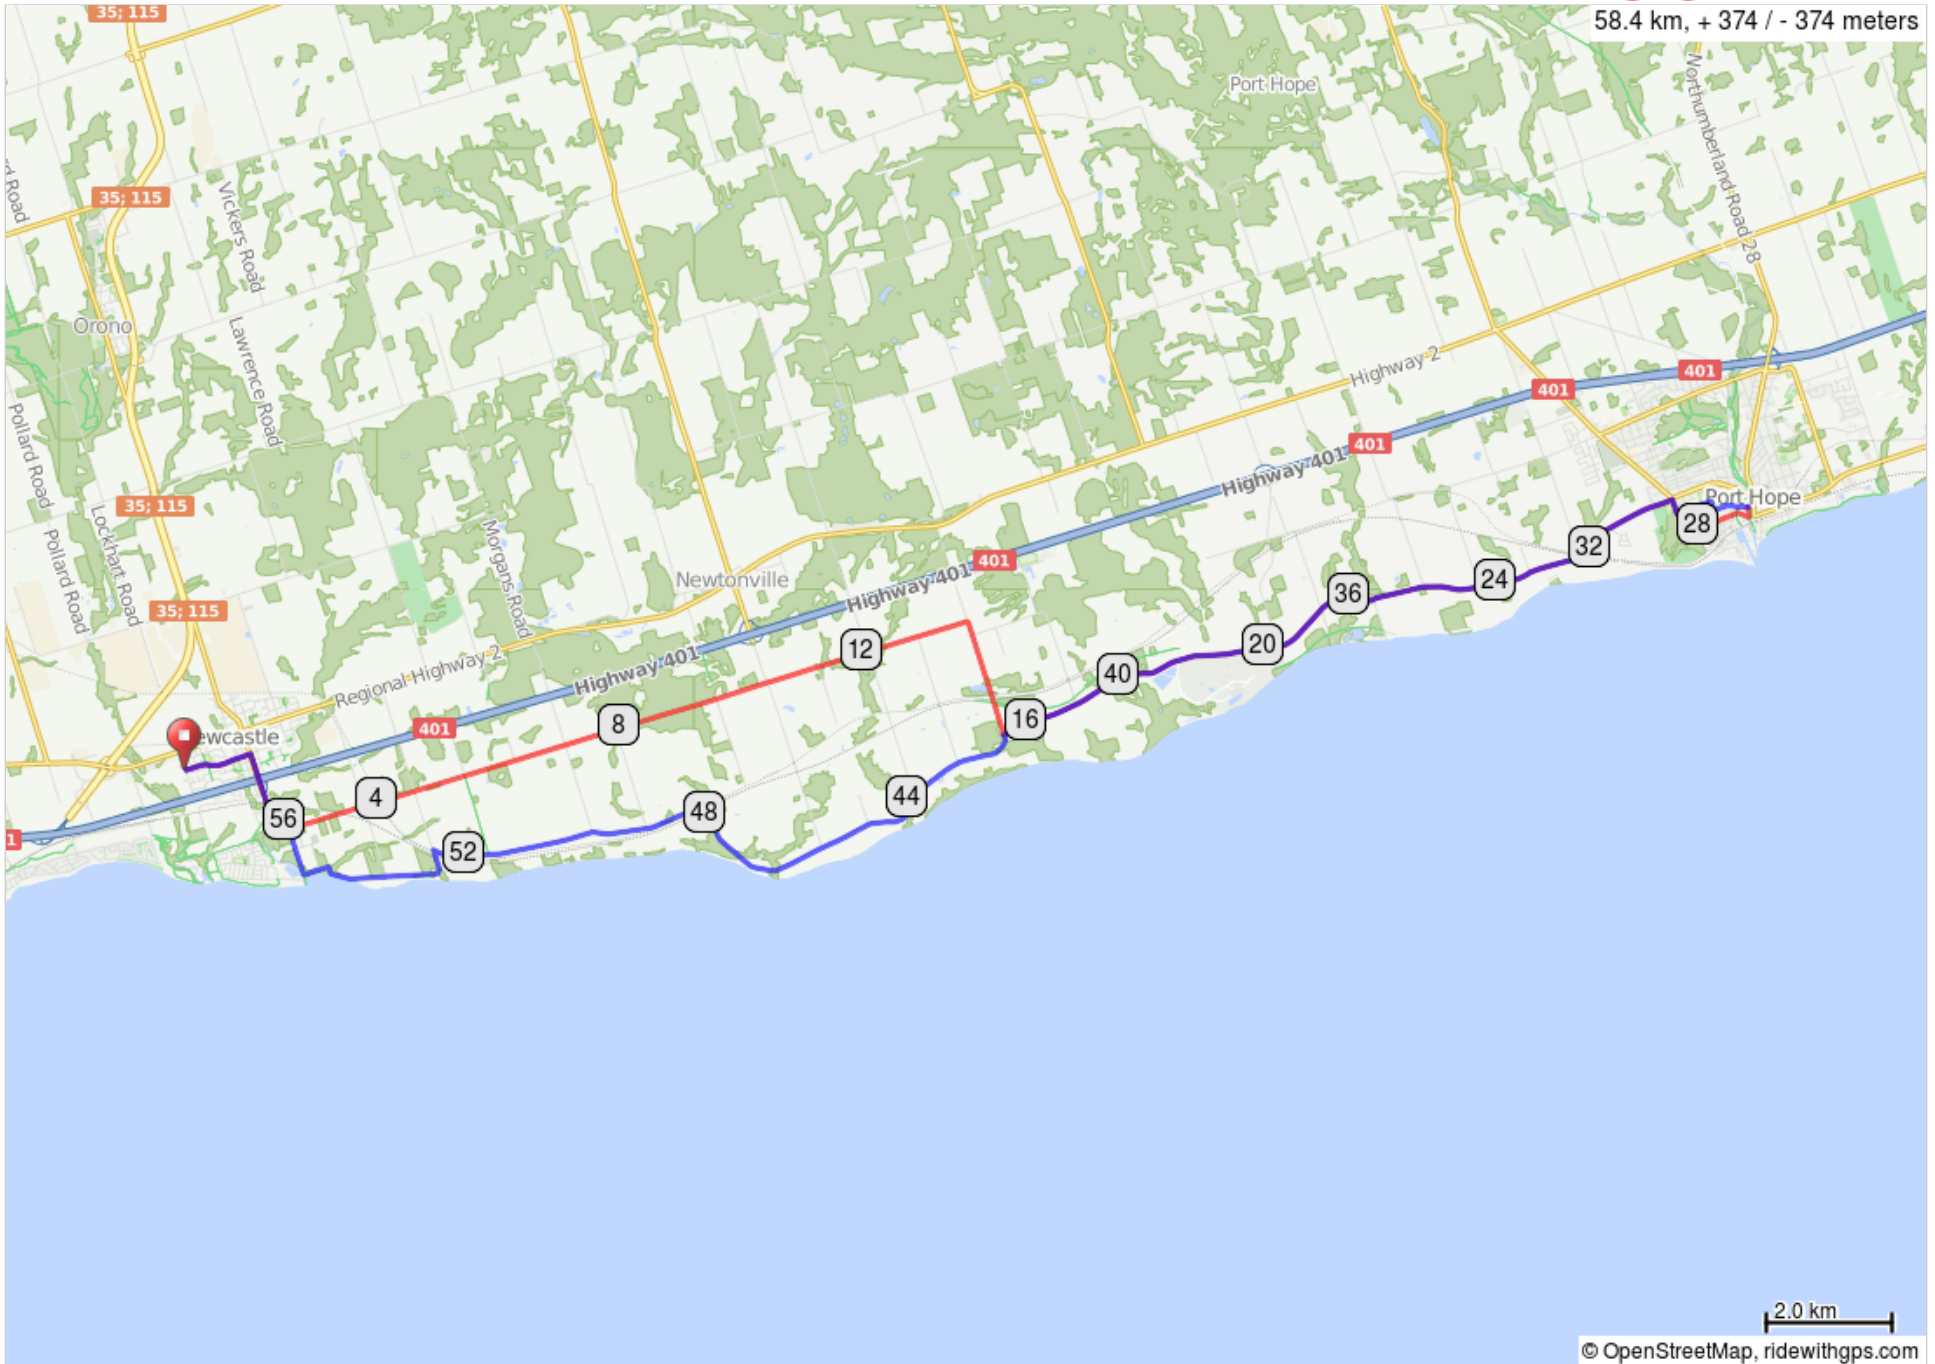 35; 115
58.4 km, + 374 / - 374 meters
Port Hope
Northumberland Road 28
35; 115
Vickers Road
Orono
Lawrence Road
Highway 2
401
401
Pollard Road
401
Highway 401
35; 115
Port Hope
Lockhart Road
Morgans Road
28
Pollard Road
401
32
Newtonville
Highway 401
24
36
35; 115
12
20
Regional Highway 2
Highway 401
40
16
8
401
ewcastle
4
44
48
56
1
52
2.0 km
© OpenStreetMap, ridewithgps.com